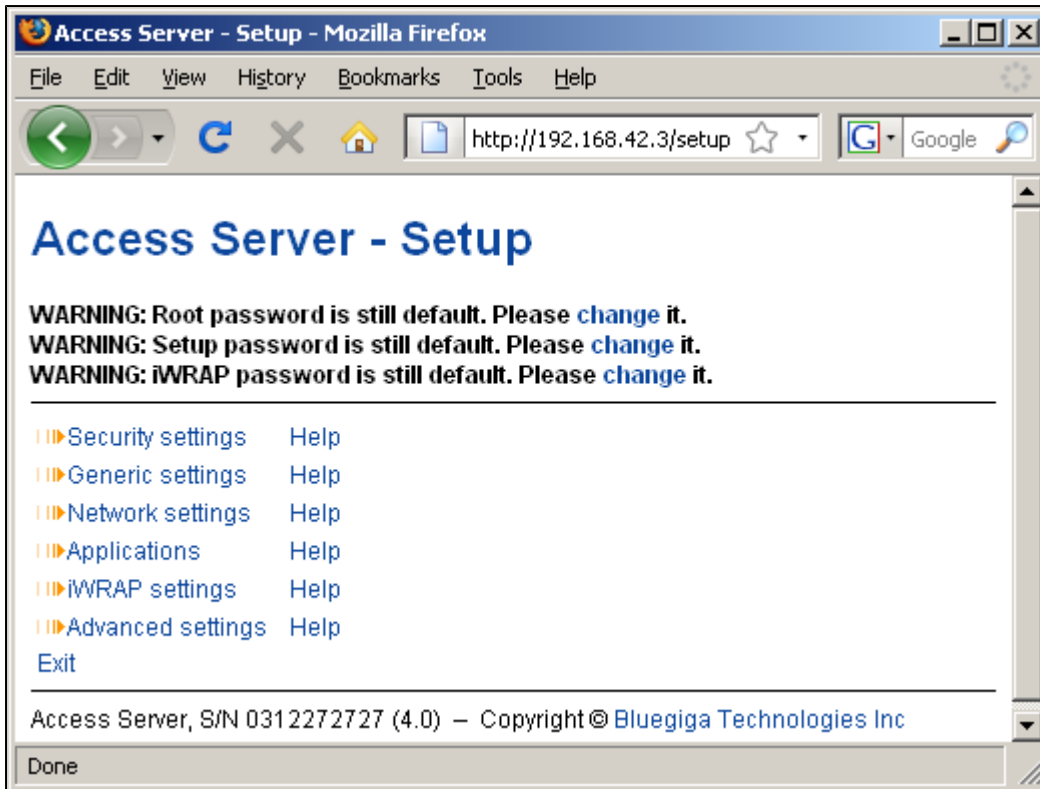 Access Server - Setup - Mozilla Firefox
File Edit View History Bookmarks Tools Help
http://192.168.42.3/setup Google
Access Server - Setup
WARNING: Root password is still default. Please change it.
WARNING: Setup password is still default. Please change it.
WARNING: iWRAP password is still default. Please change it.
Security settings Help
Generic settings Help
Network settings Help
Applications Help
iWRAP settings Help
Advanced settings Help
Exit
Access Server, S/N 0312272727 (4.0) – Copyright © Bluegiga Technologies Inc
Done